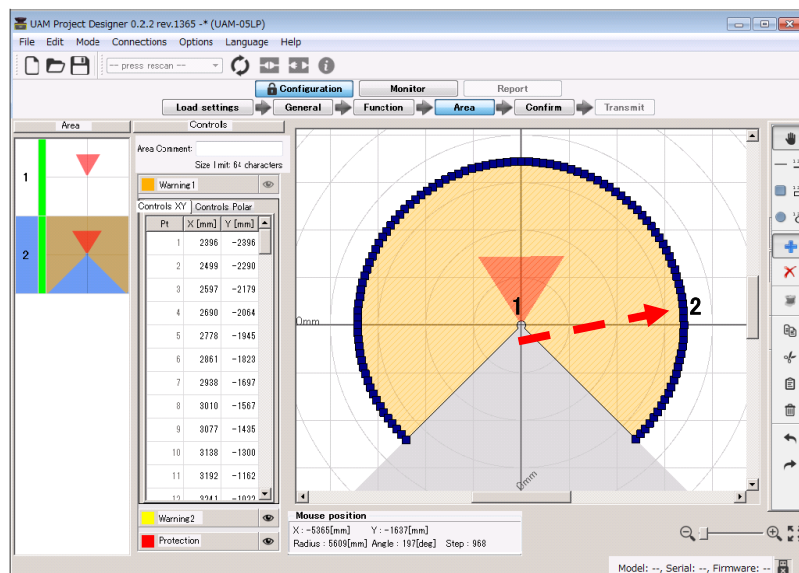 UAM Project Designer 0.2.2 rev.1365 -* (UAM-05LP)
File Edit Mode Connections Options Language Help
-- press rescan --
Configuration Monitor Report
Load settings General Function Area Confirm Transmit
Area
Controls
1
2
Area Comment:
Size limit: 64 characters
Warning1
Controls XY Controls Polar
Pt X [mm] Y [mm]
1 2396 -2396
2 2499 -2290
3 2597 -2179
4 2690 -2064
5 2778 -1945
6 2861 -1823
7 2938 -1697
8 3010 -1567
9 3077 -1435
10 3138 -1300
11 3192 -1162
12 3241 -1022
Warning2
Protection
0mm
1
2
0mm
Mouse position
X : -5365[mm] Y : -1637[mm]
Radius : 5609[mm] Angle : 197[deg] Step : 968
Model: --, Serial: --, Firmware: --